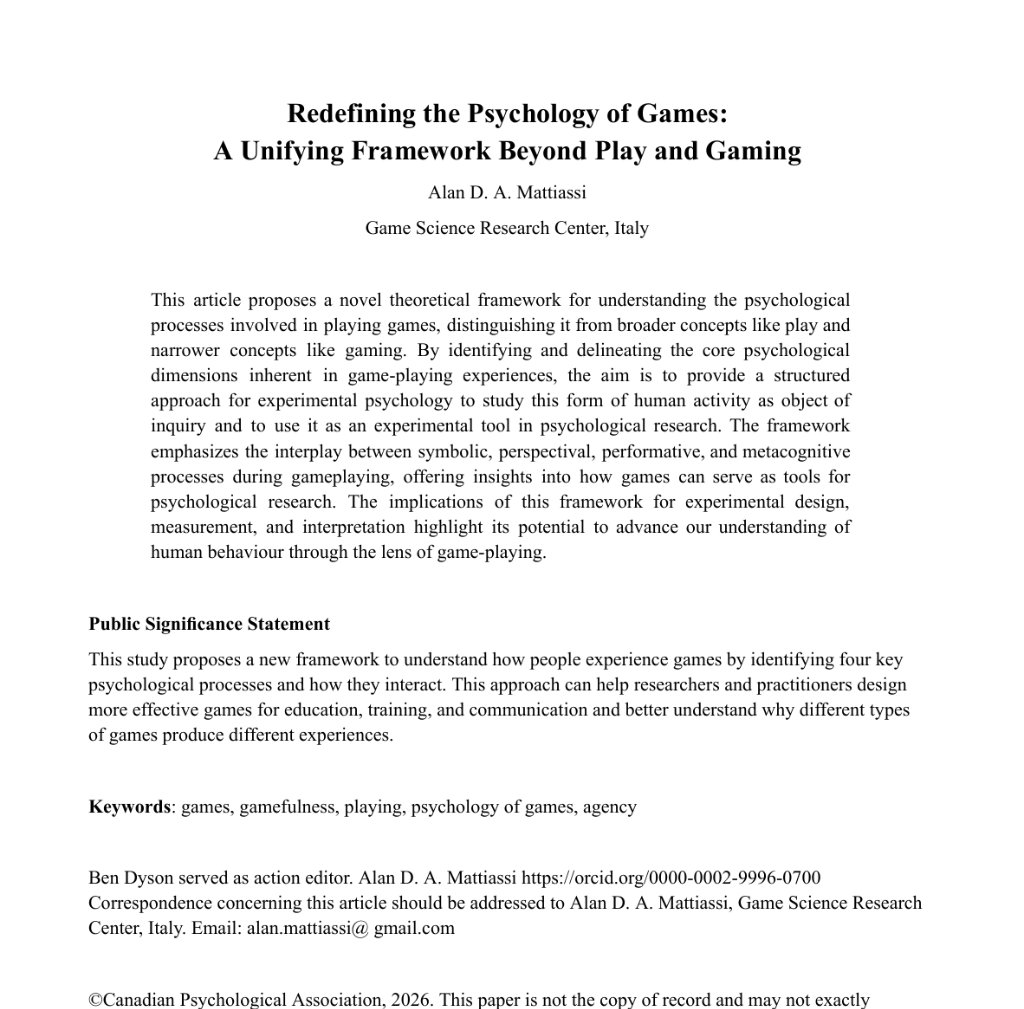 Redefining the Psychology of Games:
A Unifying Framework Beyond Play and Gaming
Alan D. A. Mattiassi
Game Science Research Center, Italy
This article proposes a novel theoretical framework for understanding the psychological
processes involved in playing games, distinguishing it from broader concepts like play and
narrower concepts like gaming. By identifying and delineating the core psychological
dimensions inherent in game-playing experiences, the aim is to provide a structured
approach for experimental psychology to study this form of human activity as object of
inquiry and to use it as an experimental tool in psychological research. The framework
emphasizes the interplay between symbolic, perspectival, performative, and metacognitive
processes during gameplaying, offering insights into how games can serve as tools for
psychological research. The implications of this framework for experimental design,
measurement, and interpretation highlight its potential to advance our understanding of
human behaviour through the lens of game-playing.
Public Significance Statement
This study proposes a new framework to understand how people experience games by identifying four key
psychological processes and how they interact. This approach can help researchers and practitioners design
more effective games for education, training, and communication and better understand why different types
of games produce different experiences.
Keywords: games, gamefulness, playing, psychology of games, agency
Ben Dyson served as action editor. Alan D. A. Mattiassi https://orcid.org/0000-0002-9996-0700
Correspondence concerning this article should be addressed to Alan D. A. Mattiassi, Game Science Research
Center, Italy. Email: alan.mattiassi@ gmail.com
©Canadian Psychological Association, 2026. This paper is not the copy of record and may not exactly